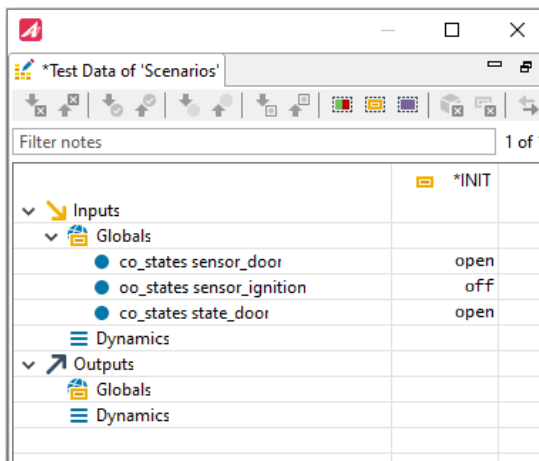 *Test Data of 'Scenarios'
Filter notes
1 of
*INIT
Inputs
Globals
co_states sensor_door open
oo_states sensor_ignition off
co_states state_door open
Dynamics
Outputs
Globals
Dynamics